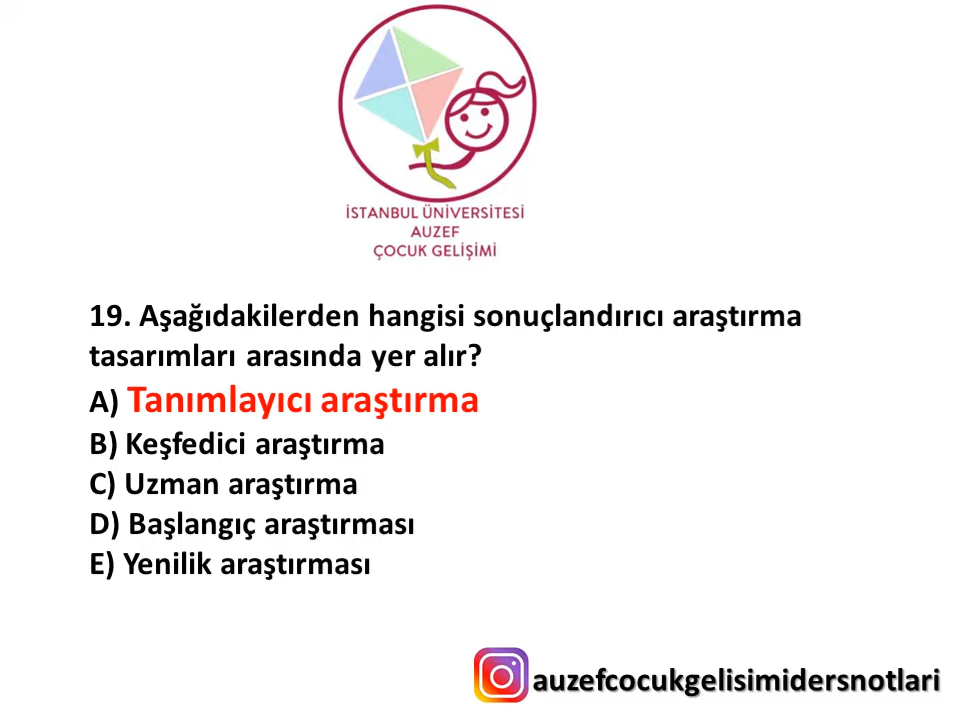 İSTANBUL ÜNİVERSİTESİ
AUZEF
ÇOCUK GELİŞİMİ
19. Aşağıdakilerden hangisi sonuçlandırıcı araştırma
tasarımları arasında yer alır?
A) Tanımlayıcı araştırma
B) Keşfedici araştırma
C) Uzman araştırma
D) Başlangıç araştırması
E) Yenilik araştırması
auzefcocukgelisimidersnotlari